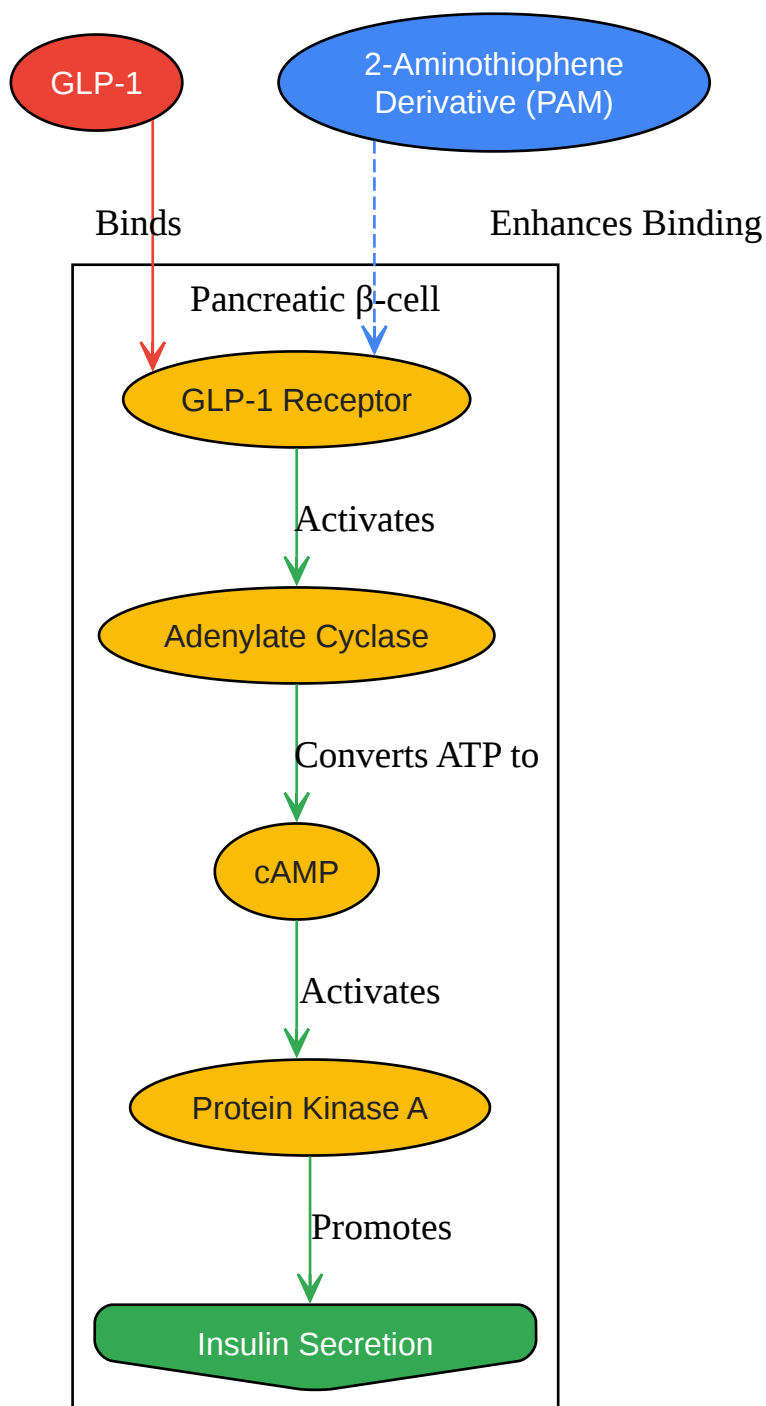 GLP-1
2-Aminothiophene
Derivative (PAM)
Binds
Enhances Binding
Pancreatic β-cell
GLP-1 Receptor
Activates
Adenylate Cyclase
Converts ATP to
cAMP
Activates
Protein Kinase A
Promotes
Insulin Secretion